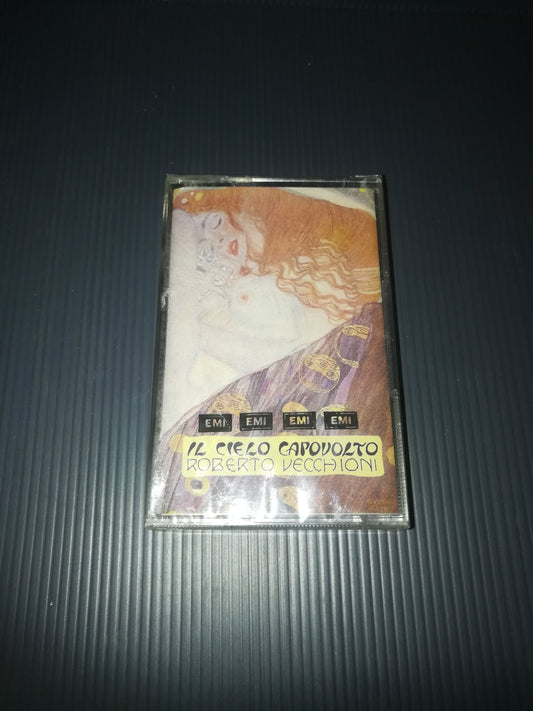 EMI EMI EMI EMI
IL CIELO CAPOVOLTO
ROBERTO VECCHIONI